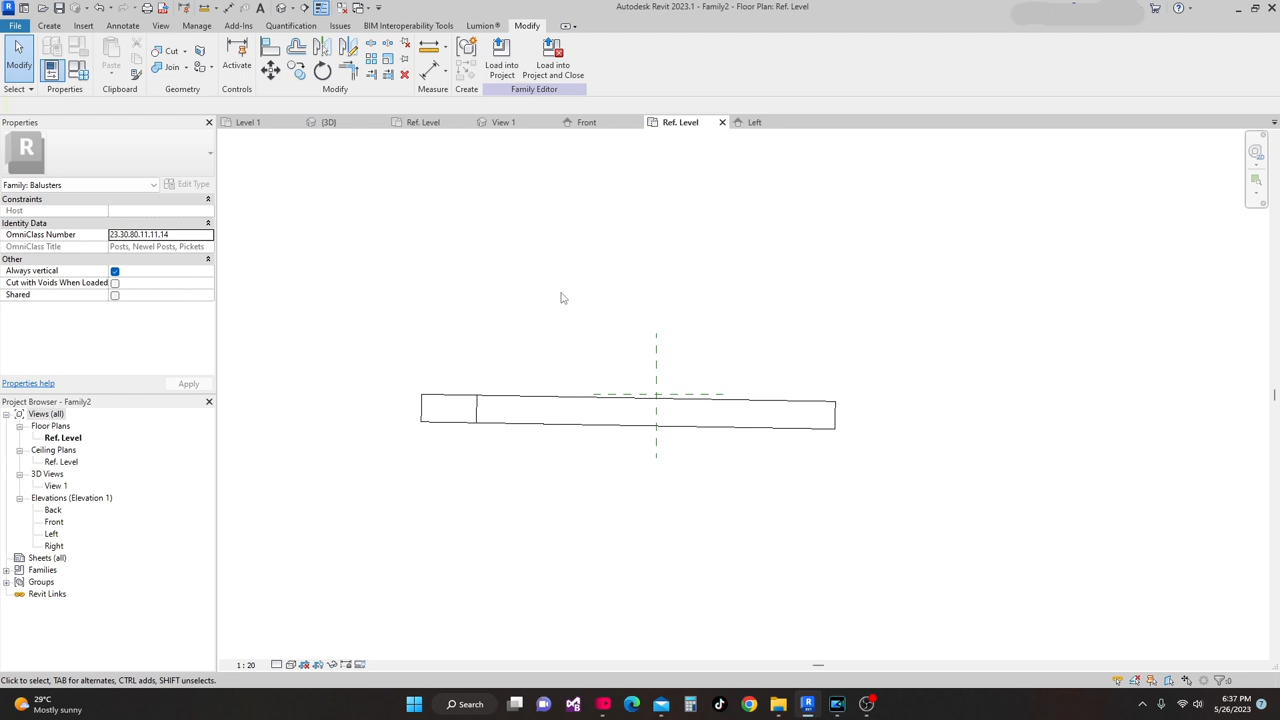 Autodesk Revit 2023.1 - Family2 - Floor Plan: Ref. Level
File Create Insert Annotate View Manage Add-Ins Quantification Issues BIM Interoperability Tools Lumion® Modify
Modify Paste Cut Join Activate Load into Project Load into Project and Close
Select Properties Clipboard Geometry Controls Modify Measure Create Family Editor
Properties
Level 1 {3D} Ref. Level View 1 Front Ref. Level Left
R
Family: Balusters Edit Type
Constraints
Host
Identity Data
OmniClass Number 23.30.80.11.11.14
OmniClass Title Posts, Newel Posts, Pickets
Other
Always vertical
Cut with Voids When Loaded
Shared
Properties help Apply
Project Browser - Family2
Views (all)
Floor Plans
Ref. Level
Ceiling Plans
Ref. Level
3D Views
View 1
Elevations (Elevation 1)
Back
Front
Left
Right
Sheets (all)
Families
Groups
Revit Links
1 : 20
Click to select, TAB for alternates, CTRL adds, SHIFT unselects. :0
29°C
Mostly sunny
Search
6:37 PM
5/26/2023